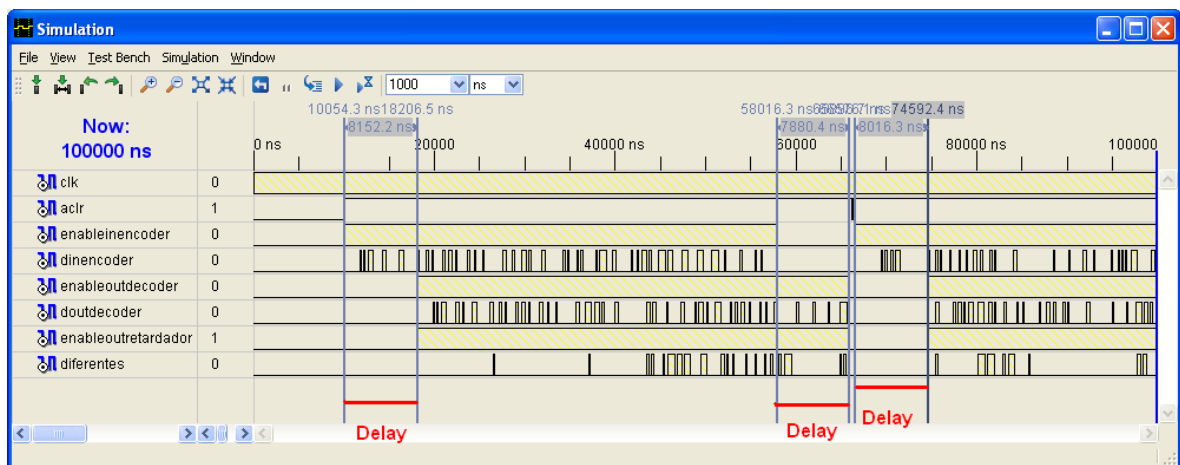 Simulation
File View Test Bench Simulation Window
1000 ns
10054.3 ns 18206.5 ns 58016.3 ns 74592.4 ns
8152.2 ns 7880.4 ns 8016.3 ns
Now:
100000 ns
0 ns 20000 40000 ns 60000 80000 ns 100000
clk 0
aclr 1
enableinencoder 0
dinencoder 0
enableoutdecoder 0
doutdecoder 0
enableoutretardador 1
diferentes 0
Delay Delay Delay